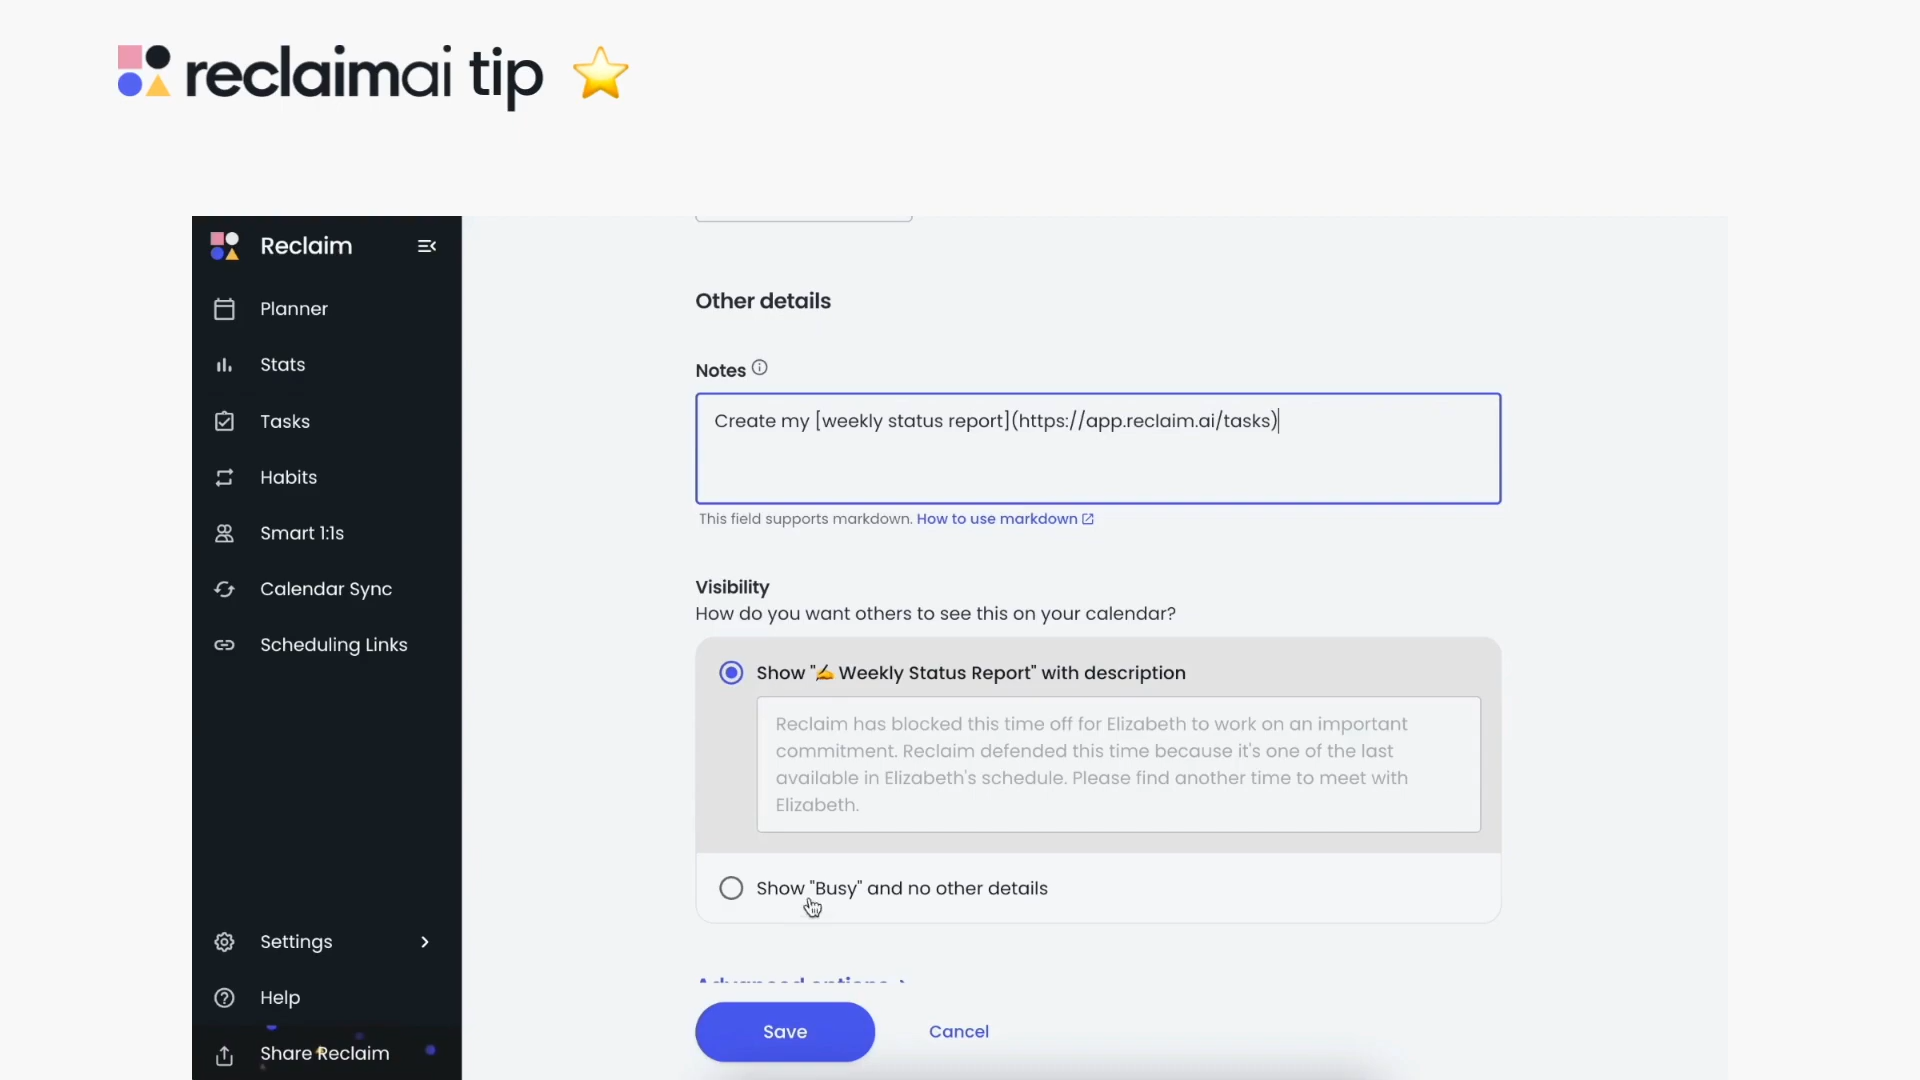 reclaimai tip
Reclaim
Planner
Stats
Tasks
Habits
Smart 1:1s
Calendar Sync
Scheduling Links
Settings
Help
Share Reclaim
Other details
Notes
Create my [weekly status report](https://app.reclaim.ai/tasks)
This field supports markdown. How to use markdown
Visibility
How do you want others to see this on your calendar?
Show "✍️ Weekly Status Report" with description
Reclaim has blocked this time off for Elizabeth to work on an important
commitment. Reclaim defended this time because it's one of the last
available in Elizabeth's schedule. Please find another time to meet with
Elizabeth.
Show "Busy" and no other details
Advanced options
Save
Cancel